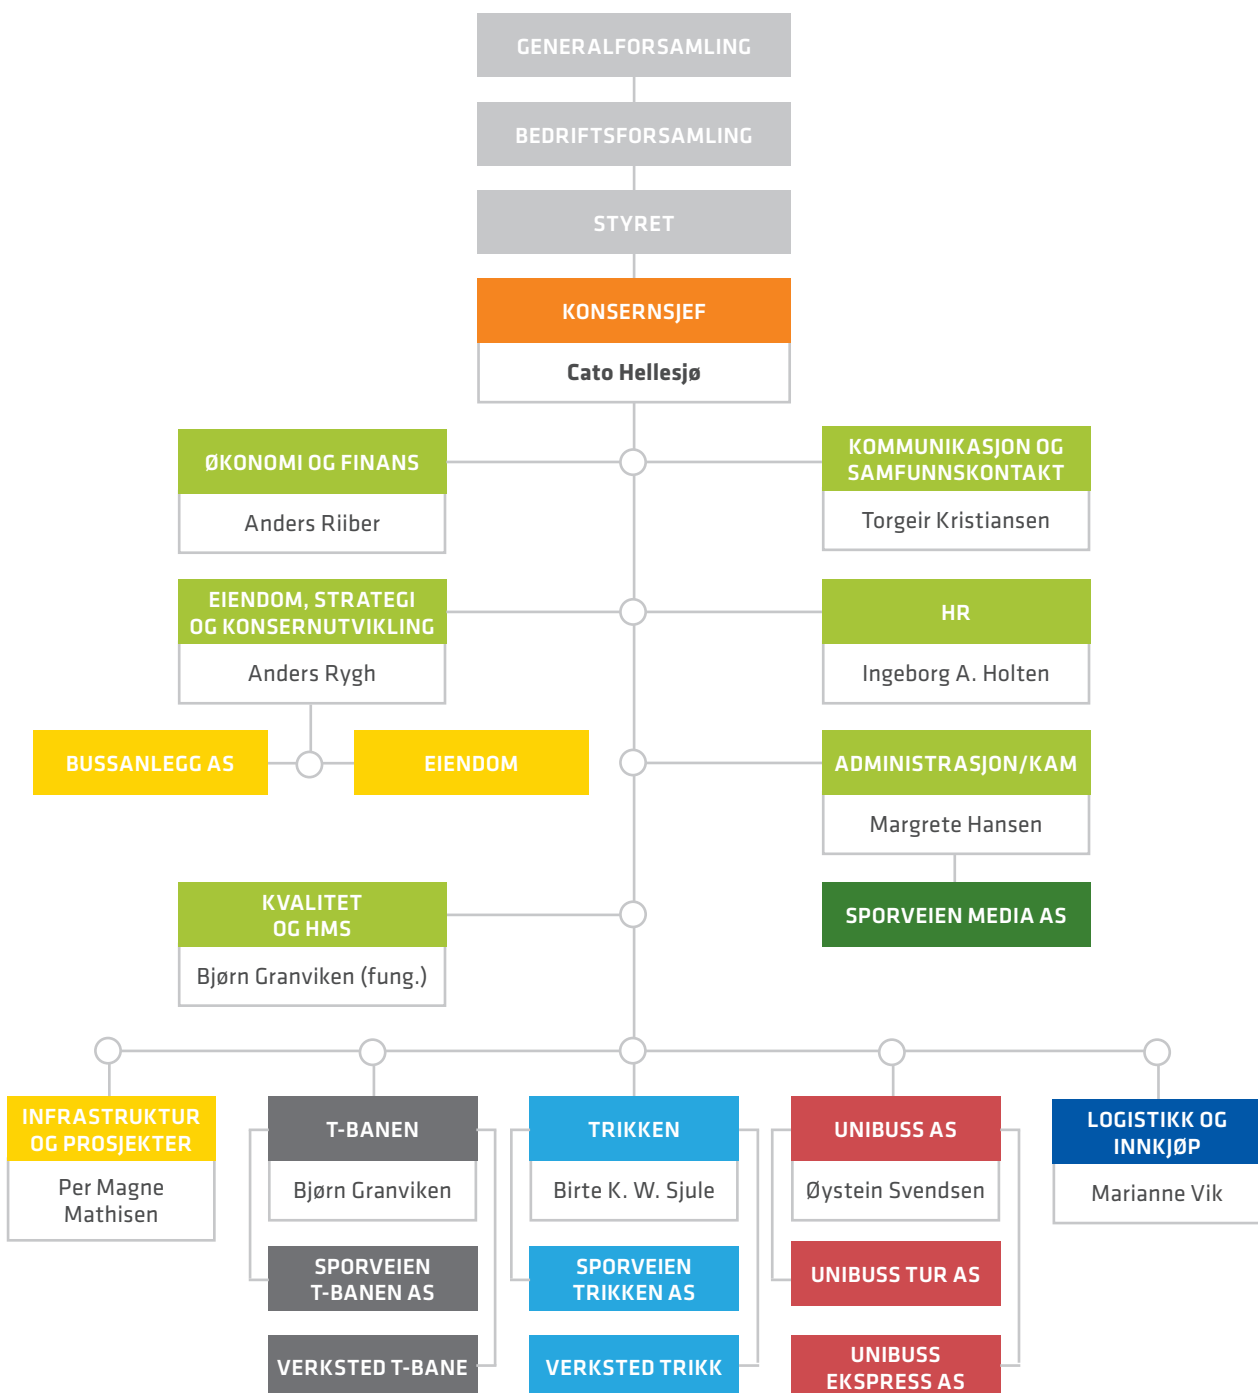 GENERALFORSAMLING
BEDRIFTSFORSAMLING
STYRET
KONSERNSJEF
Cato Hellesjø
ØKONOMI OG FINANS
Anders Riiber
KOMMUNIKASJON OG
SAMFUNNSKONTAKT
Torgeir Kristiansen
EIENDOM, STRATEGI
OG KONSERNUTVIKLING
Anders Rygh
HR
Ingeborg A. Holten
BUSSANLEGG AS
EIENDOM
ADMINISTRASJON/KAM
Margrete Hansen
KVALITET
OG HMS
Bjørn Granviken (fung.)
SPORVEIEN MEDIA AS
INFRASTRUKTUR
OG PROSJEKTER
Per Magne
Mathisen
T-BANEN
Bjørn Granviken
SPORVEIEN
T-BANEN AS
VERKSTED T-BANE
TRIKKEN
Birte K. W. Sjule
SPORVEIEN
TRIKKEN AS
VERKSTED TRIKK
UNIBUSS AS
Øystein Svendsen
UNIBUSS TUR AS
UNIBUSS
EKSPRESS AS
LOGISTIKK OG
INNKJØP
Marianne Vik